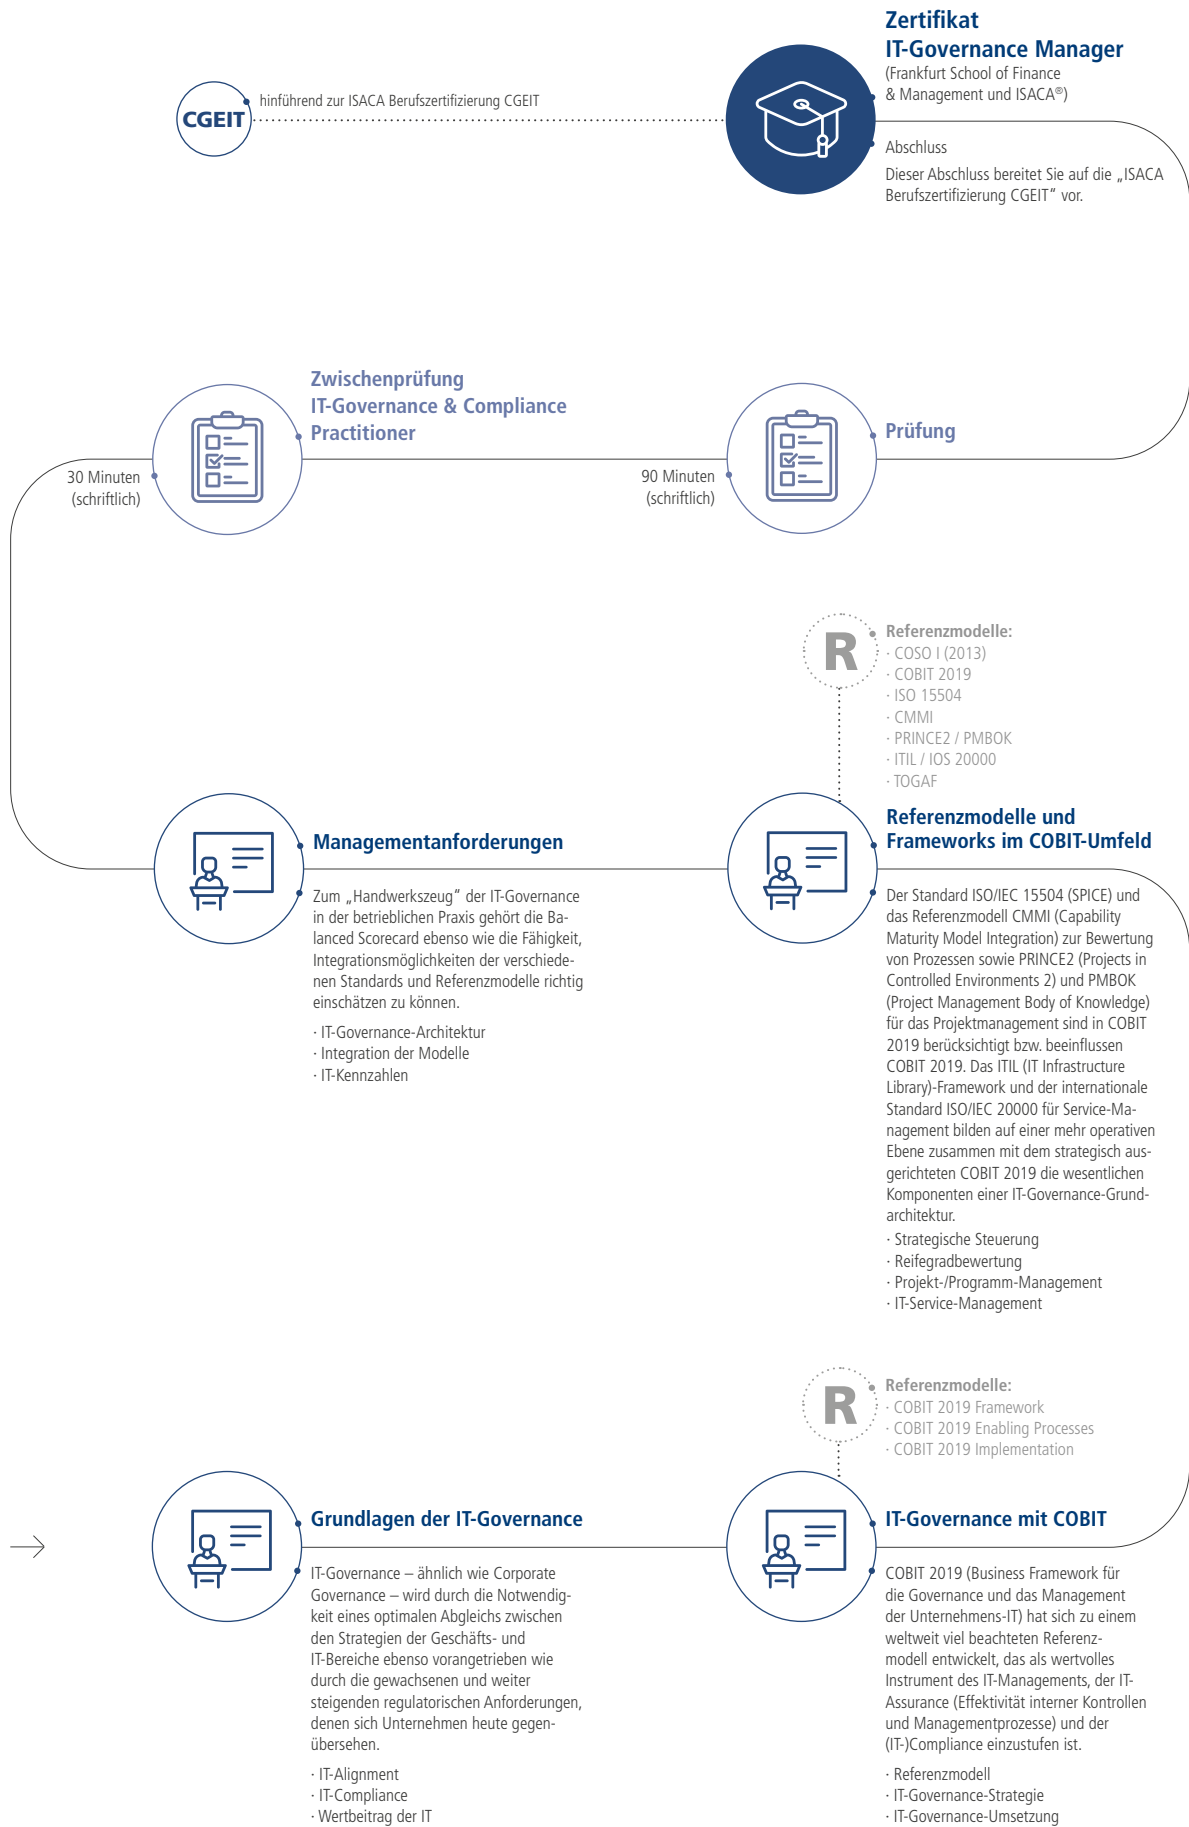 Zertifikat
IT-Governance Manager
(Frankfurt School of Finance
& Management und ISACA®)
CGEIT
hinführend zur ISACA Berufszertifizierung CGEIT
Abschluss
Dieser Abschluss bereitet Sie auf die „ISACA
Berufszertifizierung CGEIT“ vor.
Zwischenprüfung
IT-Governance & Compliance
Practitioner
30 Minuten
(schriftlich)
Prüfung
90 Minuten
(schriftlich)
R
Referenzmodelle:
· COSO I (2013)
· COBIT 2019
· ISO 15504
· CMMI
· PRINCE2 / PMBOK
· ITIL / IOS 20000
· TOGAF
Managementanforderungen
Zum „Handwerkszeug“ der IT-Governance
in der betrieblichen Praxis gehört die Ba-
lanced Scorecard ebenso wie die Fähigkeit,
Integrationsmöglichkeiten der verschiede-
nen Standards und Referenzmodelle richtig
einschätzen zu können.
· IT-Governance-Architektur
· Integration der Modelle
· IT-Kennzahlen
Referenzmodelle und
Frameworks im COBIT-Umfeld
Der Standard ISO/IEC 15504 (SPICE) und
das Referenzmodell CMMI (Capability
Maturity Model Integration) zur Bewertung
von Prozessen sowie PRINCE2 (Projects in
Controlled Environments 2) und PMBOK
(Project Management Body of Knowledge)
für das Projektmanagement sind in COBIT
2019 berücksichtigt bzw. beeinflussen
COBIT 2019. Das ITIL (IT Infrastructure
Library)-Framework und der internationale
Standard ISO/IEC 20000 für Service-Ma-
nagement bilden auf einer mehr operativen
Ebene zusammen mit dem strategisch aus-
gerichteten COBIT 2019 die wesentlichen
Komponenten einer IT-Governance-Grund-
architektur.
· Strategische Steuerung
· Reifegradbewertung
· Projekt-/Programm-Management
· IT-Service-Management
R
Referenzmodelle:
· COBIT 2019 Framework
· COBIT 2019 Enabling Processes
· COBIT 2019 Implementation
Grundlagen der IT-Governance
IT-Governance – ähnlich wie Corporate
Governance – wird durch die Notwendig-
keit eines optimalen Abgleichs zwischen
den Strategien der Geschäfts- und
IT-Bereiche ebenso vorangetrieben wie
durch die gewachsenen und weiter
steigenden regulatorischen Anforderungen,
denen sich Unternehmen heute gegen-
übersehen.
· IT-Alignment
· IT-Compliance
· Wertbeitrag der IT
IT-Governance mit COBIT
COBIT 2019 (Business Framework für
die Governance und das Management
der Unternehmens-IT) hat sich zu einem
weltweit viel beachteten Referenz-
modell entwickelt, das als wertvolles
Instrument des IT-Managements, der IT-
Assurance (Effektivität interner Kontrollen
und Managementprozesse) und der
(IT-)Compliance einzustufen ist.
· Referenzmodell
· IT-Governance-Strategie
· IT-Governance-Umsetzung